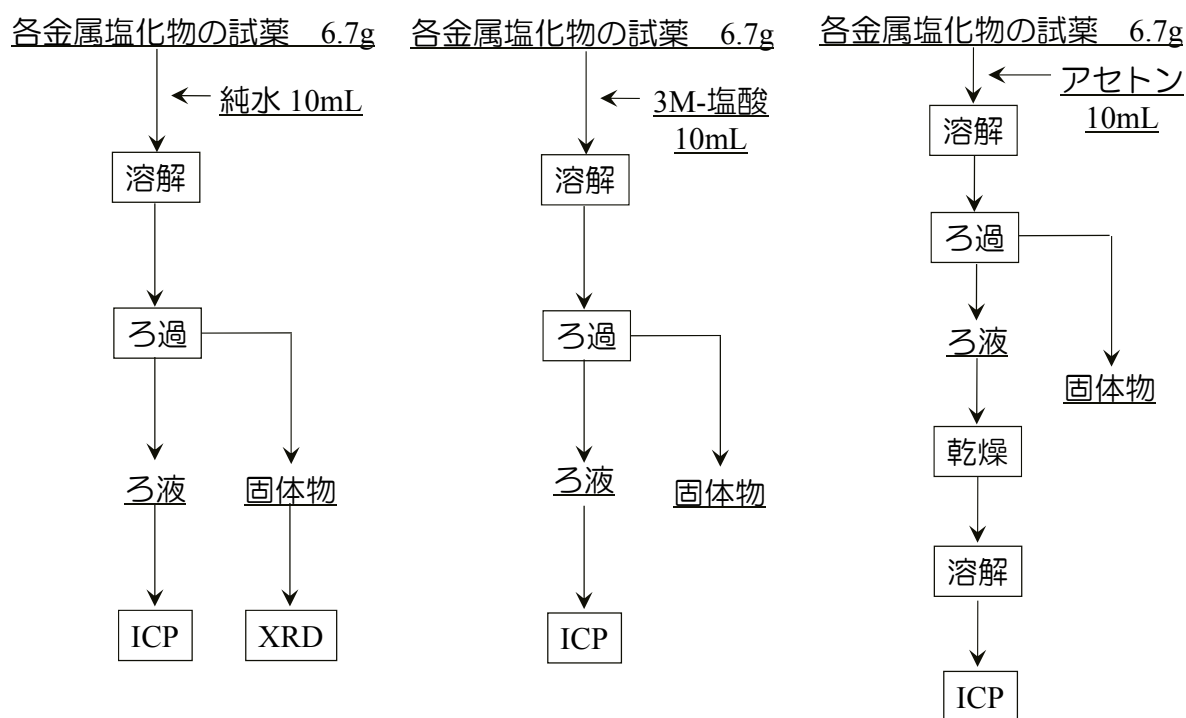 各金属塩化物の試薬　6.7g
純水 10mL
溶解
ろ過
ろ液
固体物
ICP
XRD
各金属塩化物の試薬　6.7g
3M-塩酸
10mL
溶解
ろ過
ろ液
固体物
ICP
各金属塩化物の試薬　6.7g
アセトン
10mL
溶解
ろ過
ろ液
固体物
乾燥
溶解
ICP